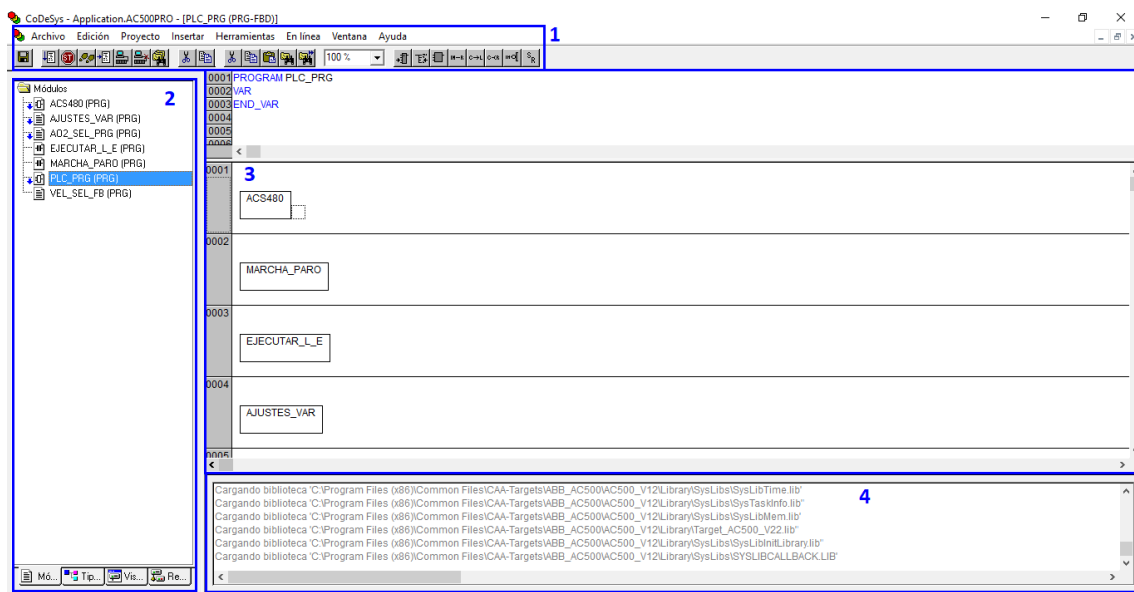 CoDeSys - Application.AC500PRO - [PLC_PRG (PRG-FBD)]
Archivo Edición Proyecto Insertar Herramientas En línea Ventana Ayuda
1
100 %
Módulos
2
ACS480 (PRG)
AJUSTES_VAR (PRG)
AO2_SEL_PRG (PRG)
EJECUTAR_L_E (PRG)
MARCHA_PARO (PRG)
PLC_PRG (PRG)
VEL_SEL_FB (PRG)
Mó... Tip... Vis... Re...
0001 PROGRAM PLC_PRG
0002 VAR
0003 END_VAR
0004
0005
0006
0001
3
ACS480
0002
MARCHA_PARO
0003
EJECUTAR_L_E
0004
AJUSTES_VAR
0005
4
Cargando biblioteca 'C:\Program Files (x86)\Common Files\CAA-Targets\ABB_AC500\AC500_V12\Library\SysLibs\SysLibTime.lib'
Cargando biblioteca 'C:\Program Files (x86)\Common Files\CAA-Targets\ABB_AC500\AC500_V12\Library\SysLibs\SysTaskInfo.lib"
Cargando biblioteca 'C:\Program Files (x86)\Common Files\CAA-Targets\ABB_AC500\AC500_V12\Library\SysLibs\SysLibMem.lib'
Cargando biblioteca 'C:\Program Files (x86)\Common Files\CAA-Targets\ABB_AC500\AC500_V12\Library\Target_AC500_V22.lib'
Cargando biblioteca 'C:\Program Files (x86)\Common Files\CAA-Targets\ABB_AC500\AC500_V12\Library\SysLibs\SysLibInitLibrary.lib"
Cargando biblioteca 'C:\Program Files (x86)\Common Files\CAA-Targets\ABB_AC500\AC500_V12\Library\SysLibs\SYSLIBCALLBACK.LIB'